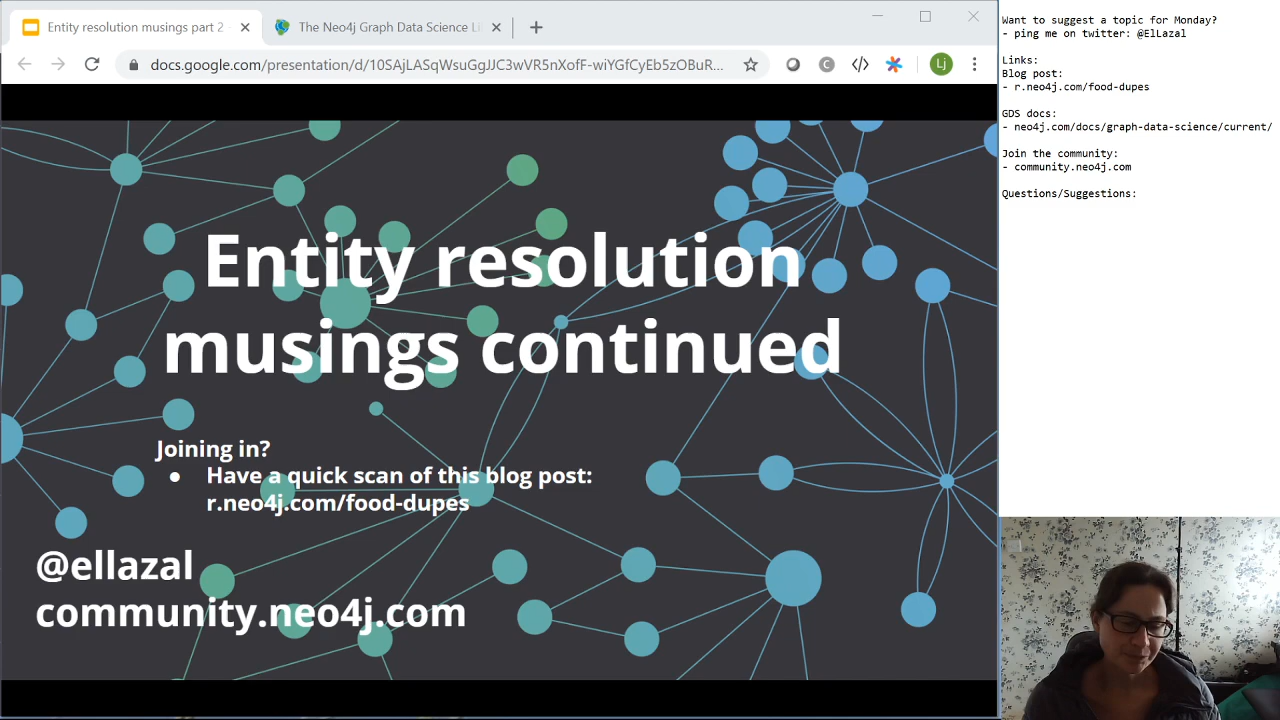 Entity resolution musings part 2 -
The Neo4j Graph Data Science Li
docs.google.com/presentation/d/10SAjLASqWsuGgJJC3wVR5nXofF-wiYGfCyEb5zOBuR...
Lj
Entity resolution
musings continued
Joining in?
● Have a quick scan of this blog post:
r.neo4j.com/food-dupes
@ellazal
community.neo4j.com
Want to suggest a topic for Monday?
- ping me on twitter: @ElLazal
Links:
Blog post:
- r.neo4j.com/food-dupes
GDS docs:
- neo4j.com/docs/graph-data-science/current/
Join the community:
- community.neo4j.com
Questions/Suggestions: